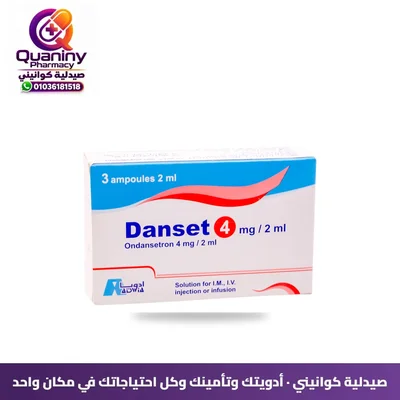 Quaniny
Pharmacy
صيدلية كوانيني
01036181518
3 ampoules 2 ml
Danset 4 mg / 2 ml
Ondansetron 4 mg / 2 ml
ادويا
ADWIA
Solution for I.M., I.V.
injection or infusion
صيدلية كوانيني - أدويتك وتأمينك وكل احتياجاتك في مكان واحد